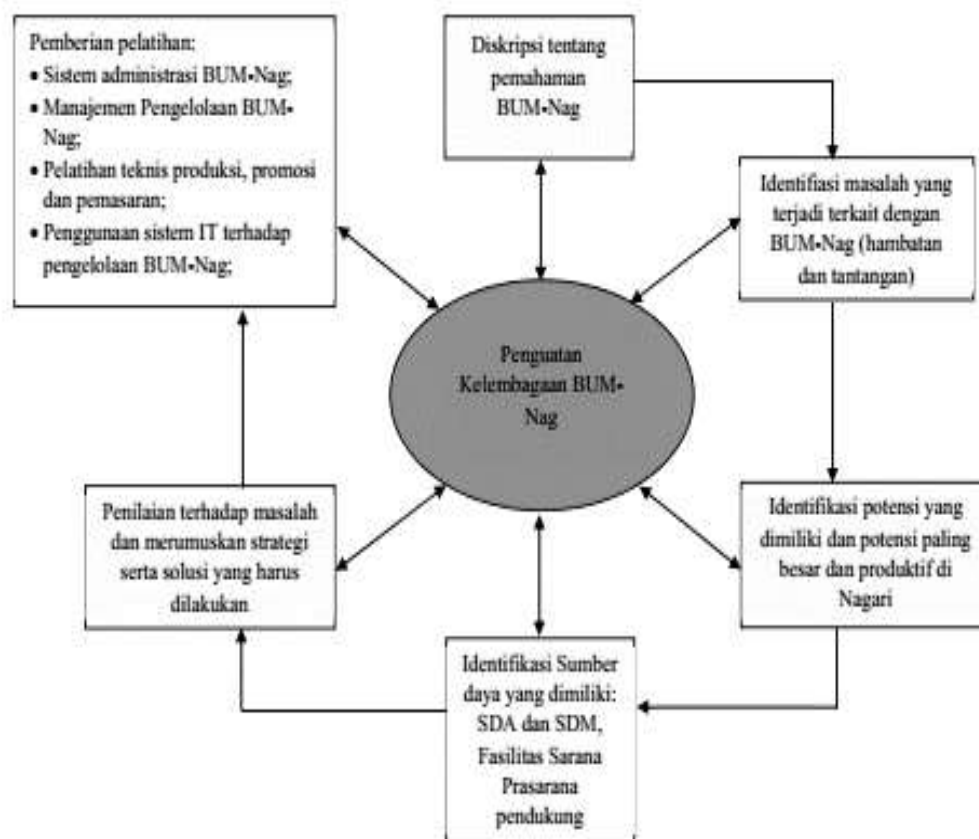 Pemberian pelatihan:
• Sistem administrasi BUM-Nag;
• Manajemen Pengelolaan BUM-
Nag;
• Pelatihan teknis produksi, promosi
dan pemasaran;
• Penggunaan sistem IT terhadap
pengelolaan BUM-Nag;
Diskripsi tentang
pemahaman
BUM-Nag
Identifiasi masalah yang
terjadi terkait dengan
BUM-Nag (hambatan
dan tantangan)
Penguatan
Kelembagaan BUM-
Nag
Identifikasi potensi yang
dimiliki dan potensi paling
besar dan produktif di
Nagari
Identifikasi Sumber
daya yang dimiliki:
SDA dan SDM,
Fasilitas Sarana
Prasarana
pendukung
Penilaian terhadap masalah
dan merumuskan strategi
serta solusi yang harus
dilakukan